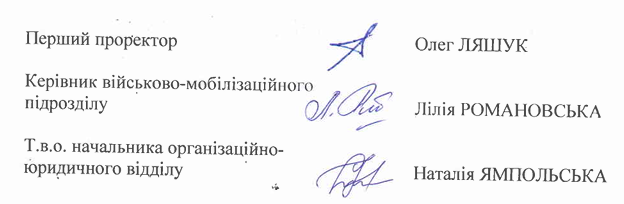 Перший проректор Олег ЛЯШУК
Керівник військово-мобілізаційного
підрозділу Лілія РОМАНОВСЬКА
Т.в.о. начальника організаційно-
юридичного відділу Наталія ЯМПОЛЬСЬКА